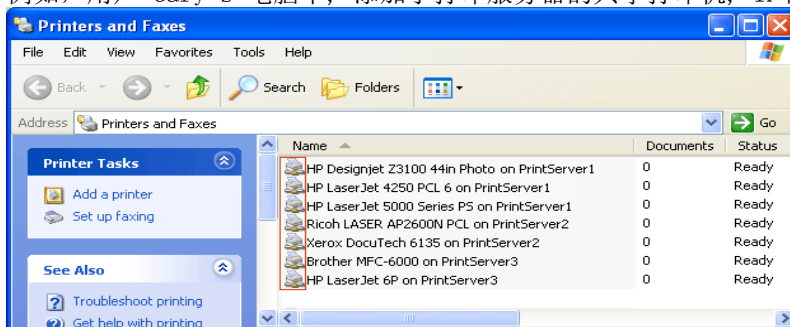 Printers and Faxes
File Edit View Favorites Tools Help
Back Search Folders
Address Printers and Faxes Go
Name Documents Status
Printer Tasks
Add a printer
Set up faxing
See Also
Troubleshoot printing
Get help with printing
HP Designjet Z3100 44in Photo on PrintServer1 0 Ready
HP LaserJet 4250 PCL 6 on PrintServer1 0 Ready
HP LaserJet 5000 Series PS on PrintServer1 0 Ready
Ricoh LASER AP2600N PCL on PrintServer2 0 Ready
Xerox DocuTech 6135 on PrintServer2 0 Ready
Brother MFC-6000 on PrintServer3 0 Ready
HP LaserJet 6P on PrintServer3 0 Ready